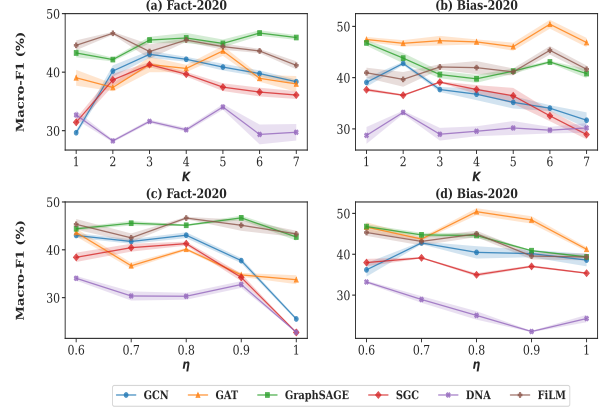 (a) Fact-2020
(b) Bias-2020
Macro-F1 (%)
50
40
30
50
40
30
1 2 3 4 5 6 7
1 2 3 4 5 6 7
K
K
(c) Fact-2020
(d) Bias-2020
Macro-F1 (%)
50
40
30
50
40
30
0.6 0.7 0.8 0.9 1
0.6 0.7 0.8 0.9 1
η
η
GCN GAT GraphSAGE SGC DNA FiLM